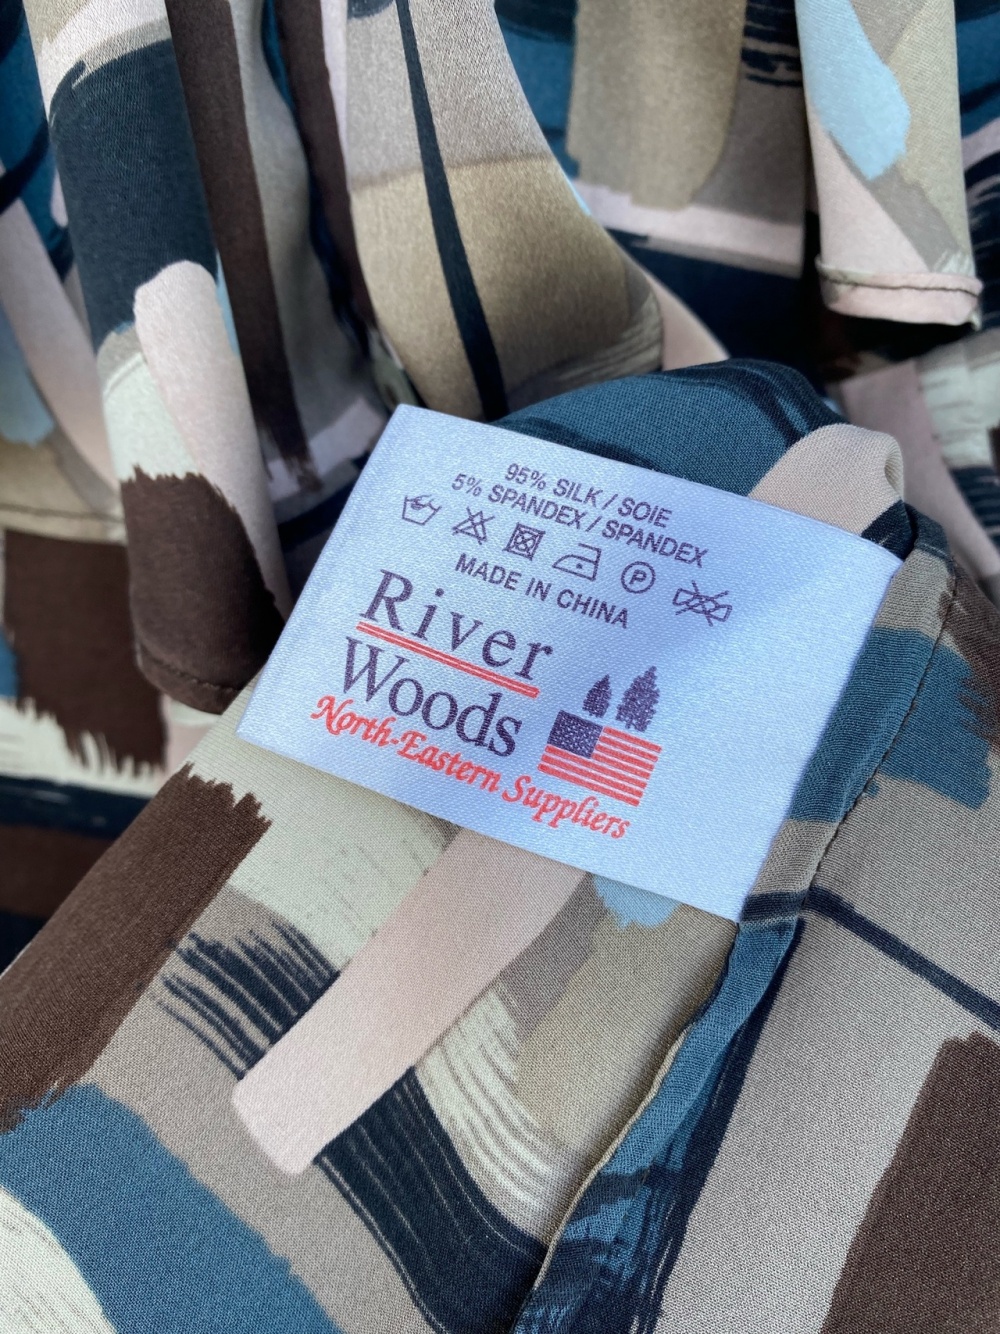 95% SILK / SOIE
5% SPANDEX / SPANDEX
P
MADE IN CHINA
River
Woods
North-Eastern Suppliers